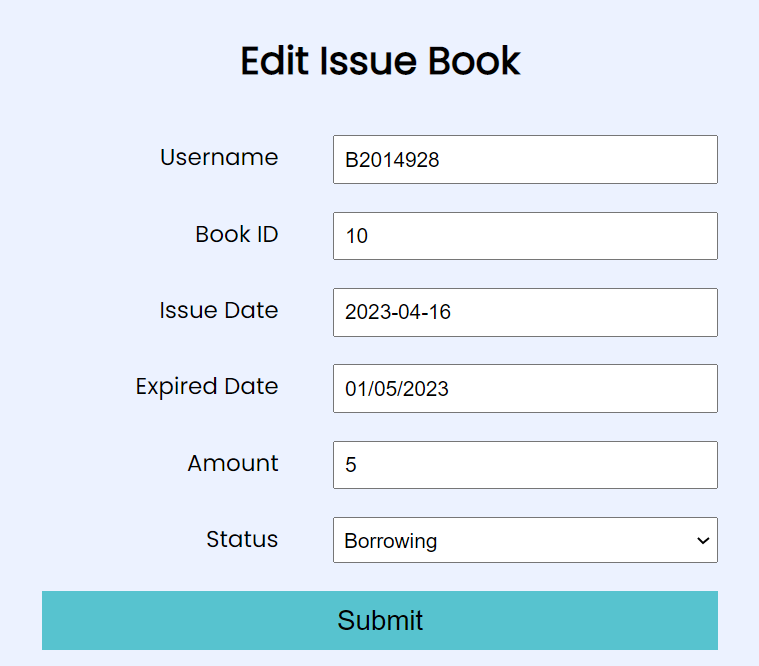 Edit Issue Book
Username B2014928
Book ID 10
Issue Date 2023-04-16
Expired Date 01/05/2023
Amount 5
Status Borrowing
Submit